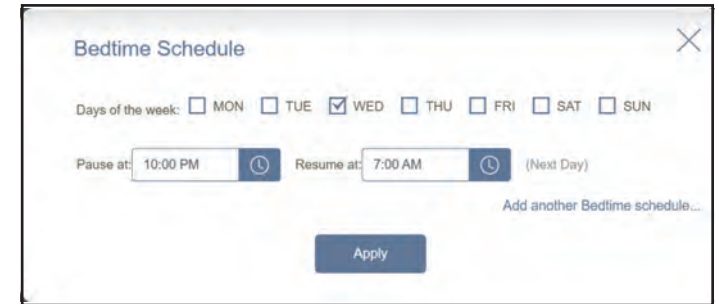 Bedtime Schedule
Days of the week: MON TUE WED THU FRI SAT SUN
Pause at: 10:00 PM Resume at: 7:00 AM (Next Day)
Add another Bedtime schedule...
Apply